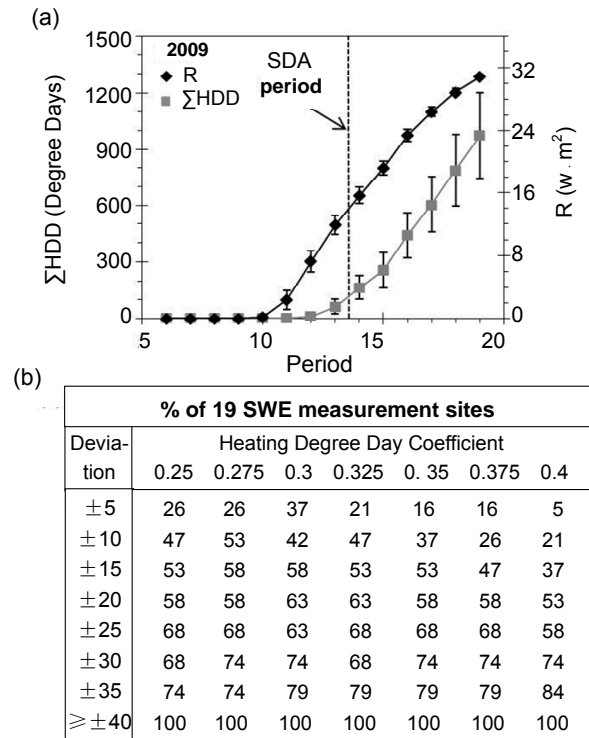 (a)
1500
1200
900
600
300
0
∑HDD (Degree Days)
2009
R
∑HDD
SDA
period
32
24
16
8
0
R (w . m²)
5
10
15
20
Period
(b)
% of 19 SWE measurement sites
Devia-
tion
Heating Degree Day Coefficient
0.25 0.275 0.3 0.325 0. 35 0.375 0.4
±5 26 26 37 21 16 16 5
±10 47 53 42 47 37 26 21
±15 53 58 58 53 53 47 37
±20 58 58 63 63 58 58 53
±25 68 68 63 68 68 68 58
±30 68 74 74 68 74 74 74
±35 74 74 79 79 79 79 84
≥±40 100 100 100 100 100 100 100